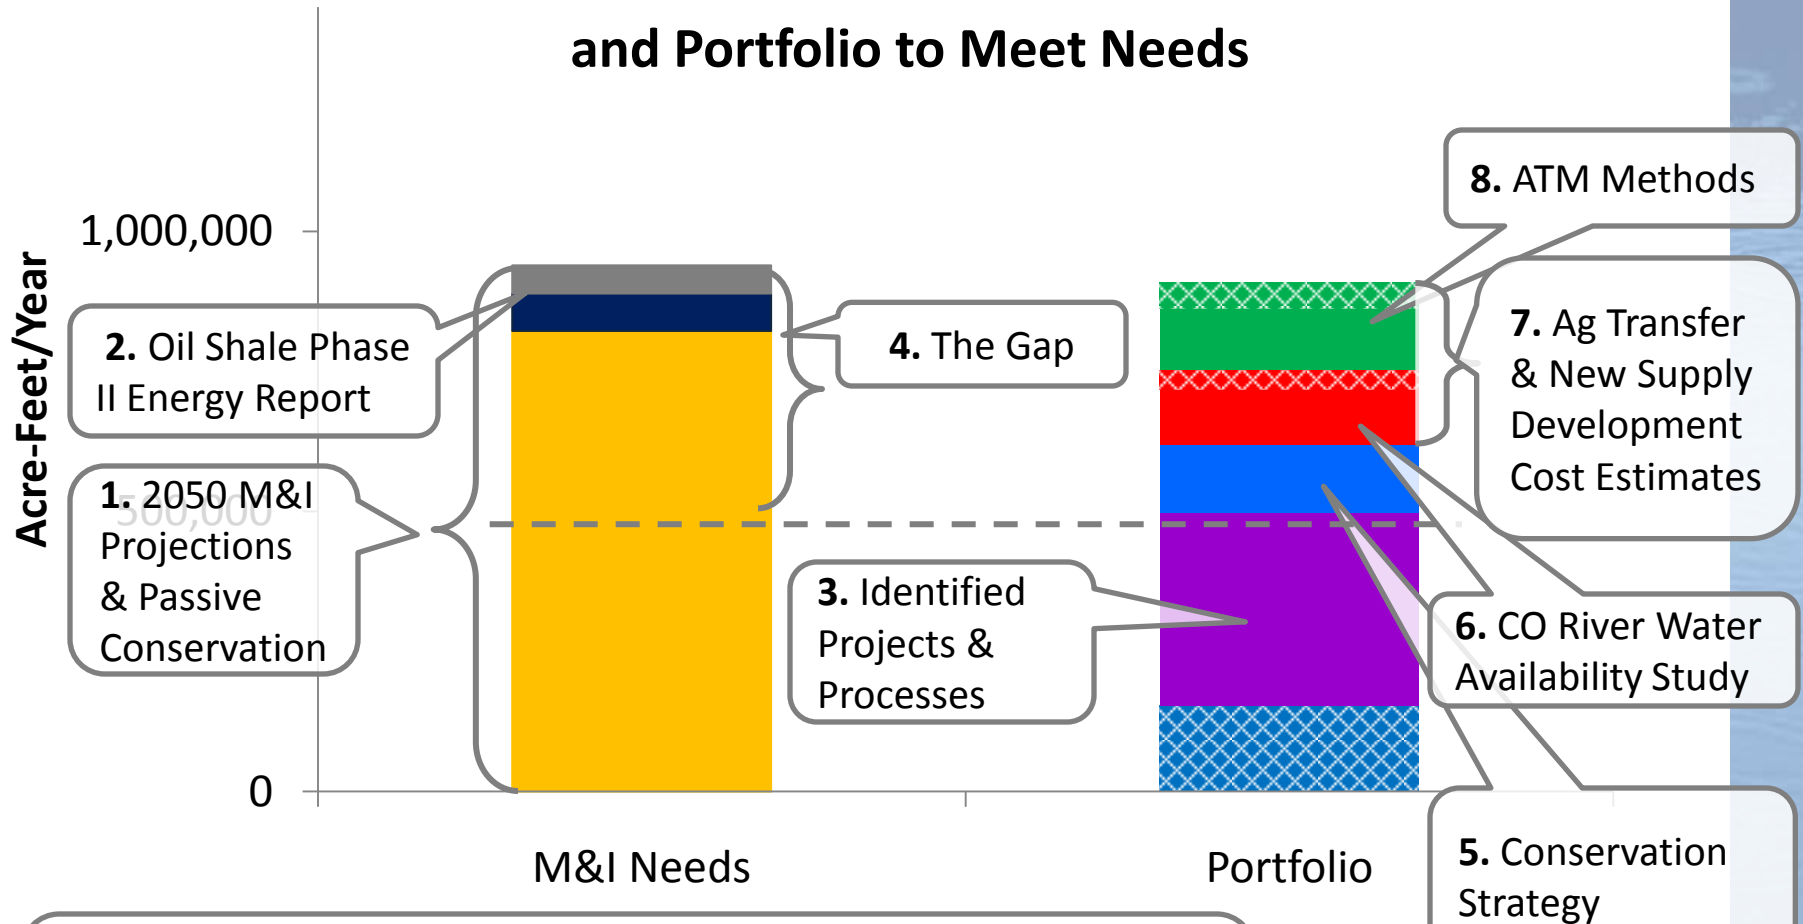 and Portfolio to Meet Needs
Acre-Feet/Year
1,000,000
500,000
0
2. Oil Shale Phase
II Energy Report
1. 2050 M&I
Projections
& Passive
Conservation
4. The Gap
3. Identified
Projects &
Processes
8. ATM Methods
7. Ag Transfer
& New Supply
Development
Cost Estimates
6. CO River Water
Availability Study
5. Conservation
Strategy
M&I Needs
Portfolio